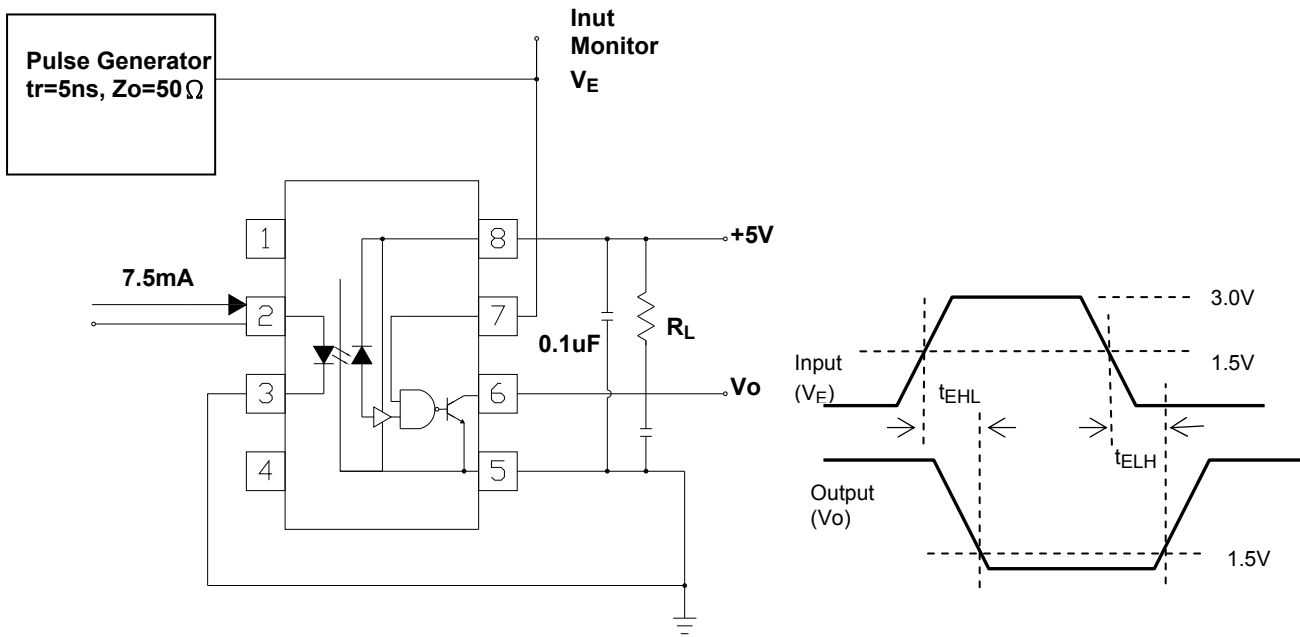 Inut
Monitor
VE
Pulse Generator
tr=5ns, Zo=50Ω
1
8
+5V
7.5mA
2
7
0.1uF
RL
3
6
Vo
4
5
3.0V
1.5V
Input
(VE)
tEHL
tELH
Output
(Vo)
1.5V